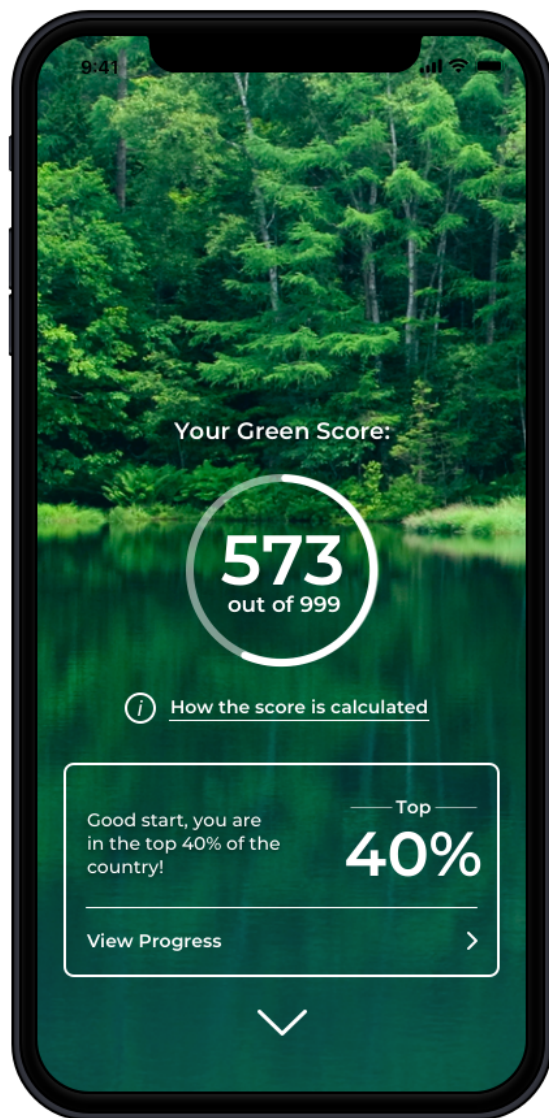 9:41
Your Green Score:
573
out of 999
i
How the score is calculated
Good start, you are
in the top 40% of the
country!
Top
40%
View Progress